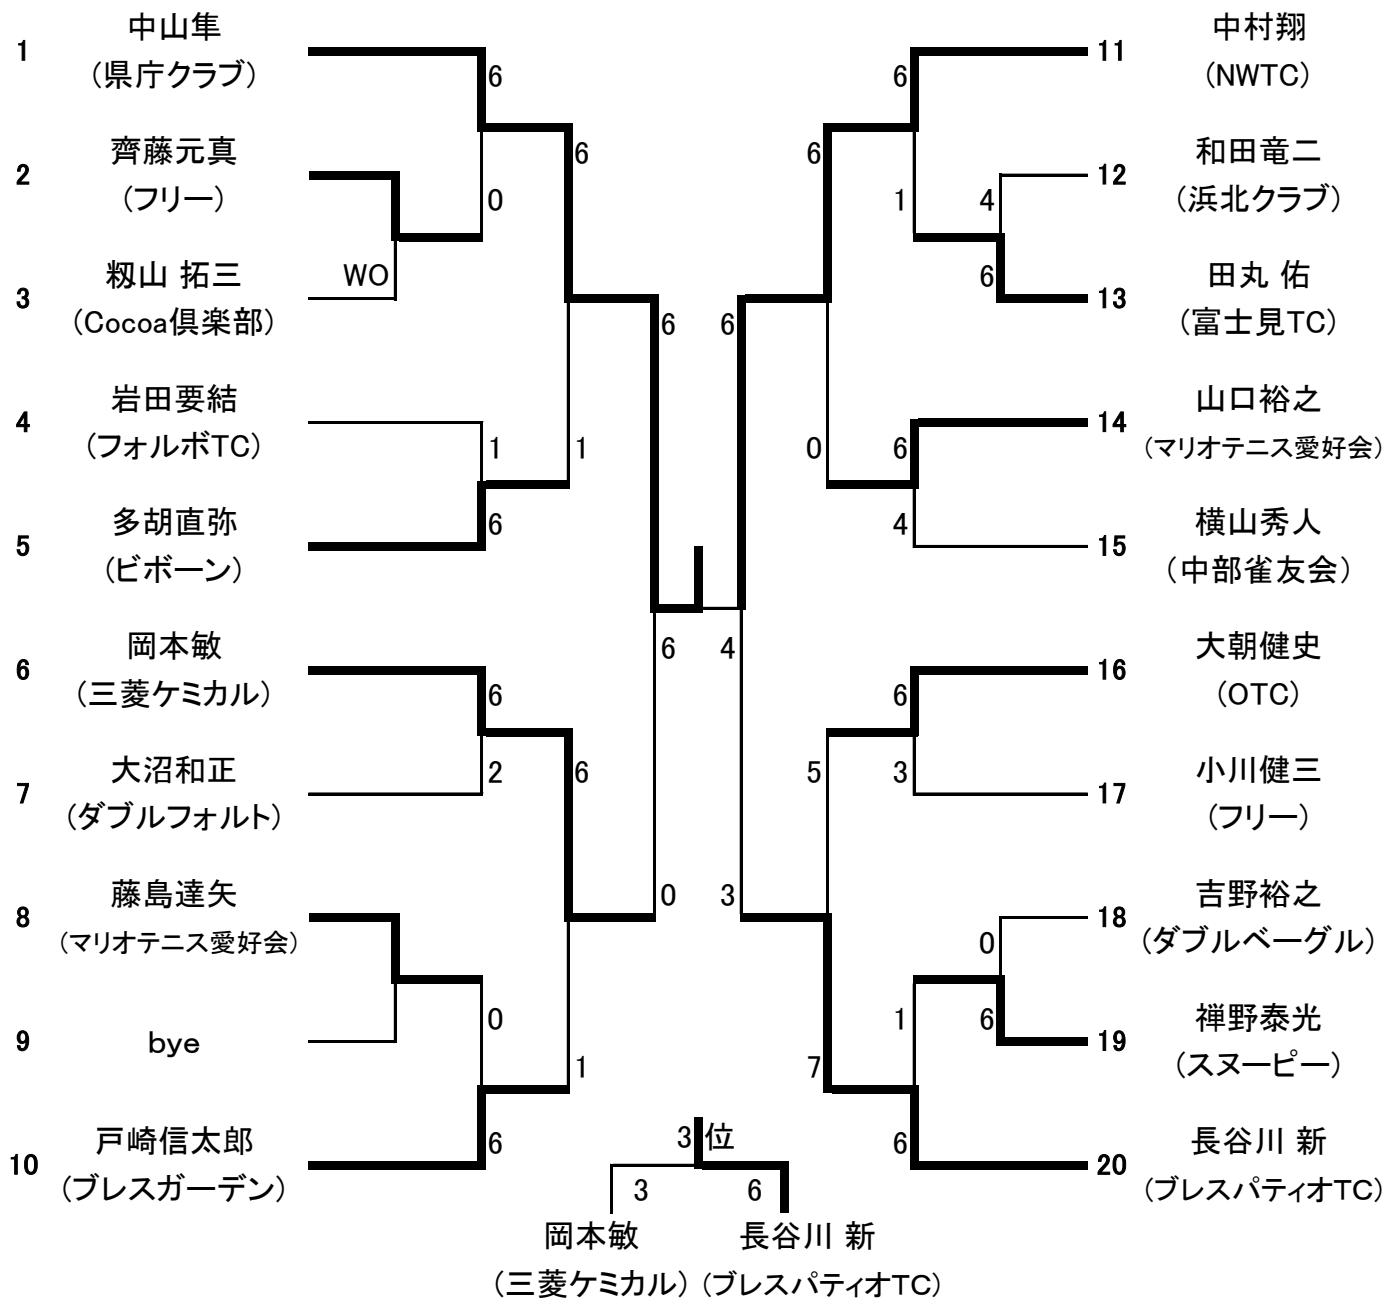 1 中山隼
(県庁クラブ)
6
2 齊藤元真
(フリー)
0
6
3 籾山 拓三
(Cocoa倶楽部)
WO
6
4 岩田要結
(フォルボTC)
1
1
5 多胡直弥
(ビボーン)
6
6
6 岡本敏
(三菱ケミカル)
6
7 大沼和正
(ダブルフォルト)
2
6
8 藤島達矢
(マリオテニス愛好会)
0
9 bye
0
1
10 戸崎信太郎
(ブレスガーデン)
6
中村翔 11
(NWTC)
6
和田竜二 12
(浜北クラブ)
6
1
4
田丸 佑 13
(富士見TC)
6
6
山口裕之 14
(マリオテニス愛好会)
0
6
横山秀人 15
(中部雀友会)
4
4
大朝健史 16
(OTC)
6
小川健三 17
(フリー)
5
3
吉野裕之 18
(ダブルベーグル)
3
0
禅野泰光 19
(スヌーピー)
1
6
7
長谷川 新 20
(ブレスパティオTC)
6
3位
3 6
岡本敏 長谷川 新
(三菱ケミカル) (ブレスパティオTC)